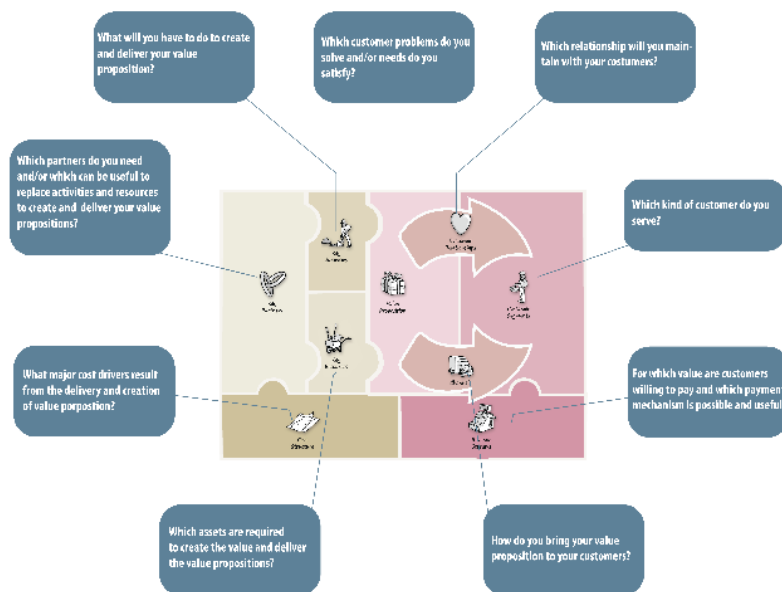 What will you have to do to create
and deliver your value
proposition?
Which customer problems do you
solve and/or needs do you
satisfy?
Which relationship will you main-
tain with your costumers?
Which partners do you need
and/or which can be useful to
replace activities and resources
to create and deliver your value
propositions?
Which kind of customer do you
serve?
What major cost drivers result
from the delivery and creation
of value porpostion?
For which value are customers
willing to pay and which payment
mechanism is possible and useful
Which assets are required
to create the value and deliver
the value propositions?
How do you bring your value
proposition to your customers?